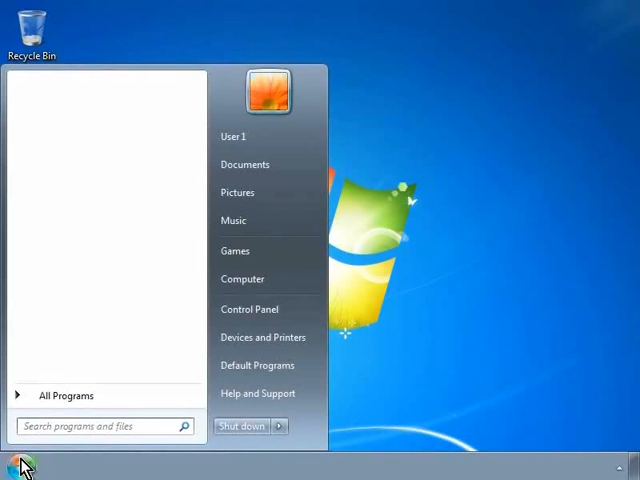 Recycle Bin
User 1
Documents
Pictures
Music
Games
Computer
Control Panel
Devices and Printers
Default Programs
Help and Support
All Programs
Search programs and files
Shut down